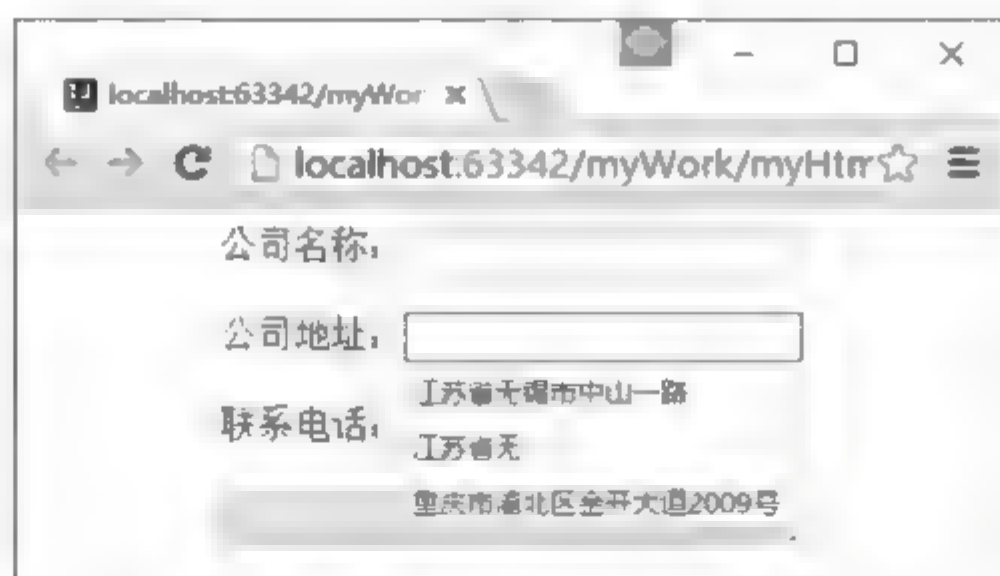 localhost:63342/myWor
localhost:63342/myWork/myHtm
公司名称：
公司地址：
江苏省无锡市中山一路
联系电话：
江苏省无
重庆市渝北区金开大道2009号